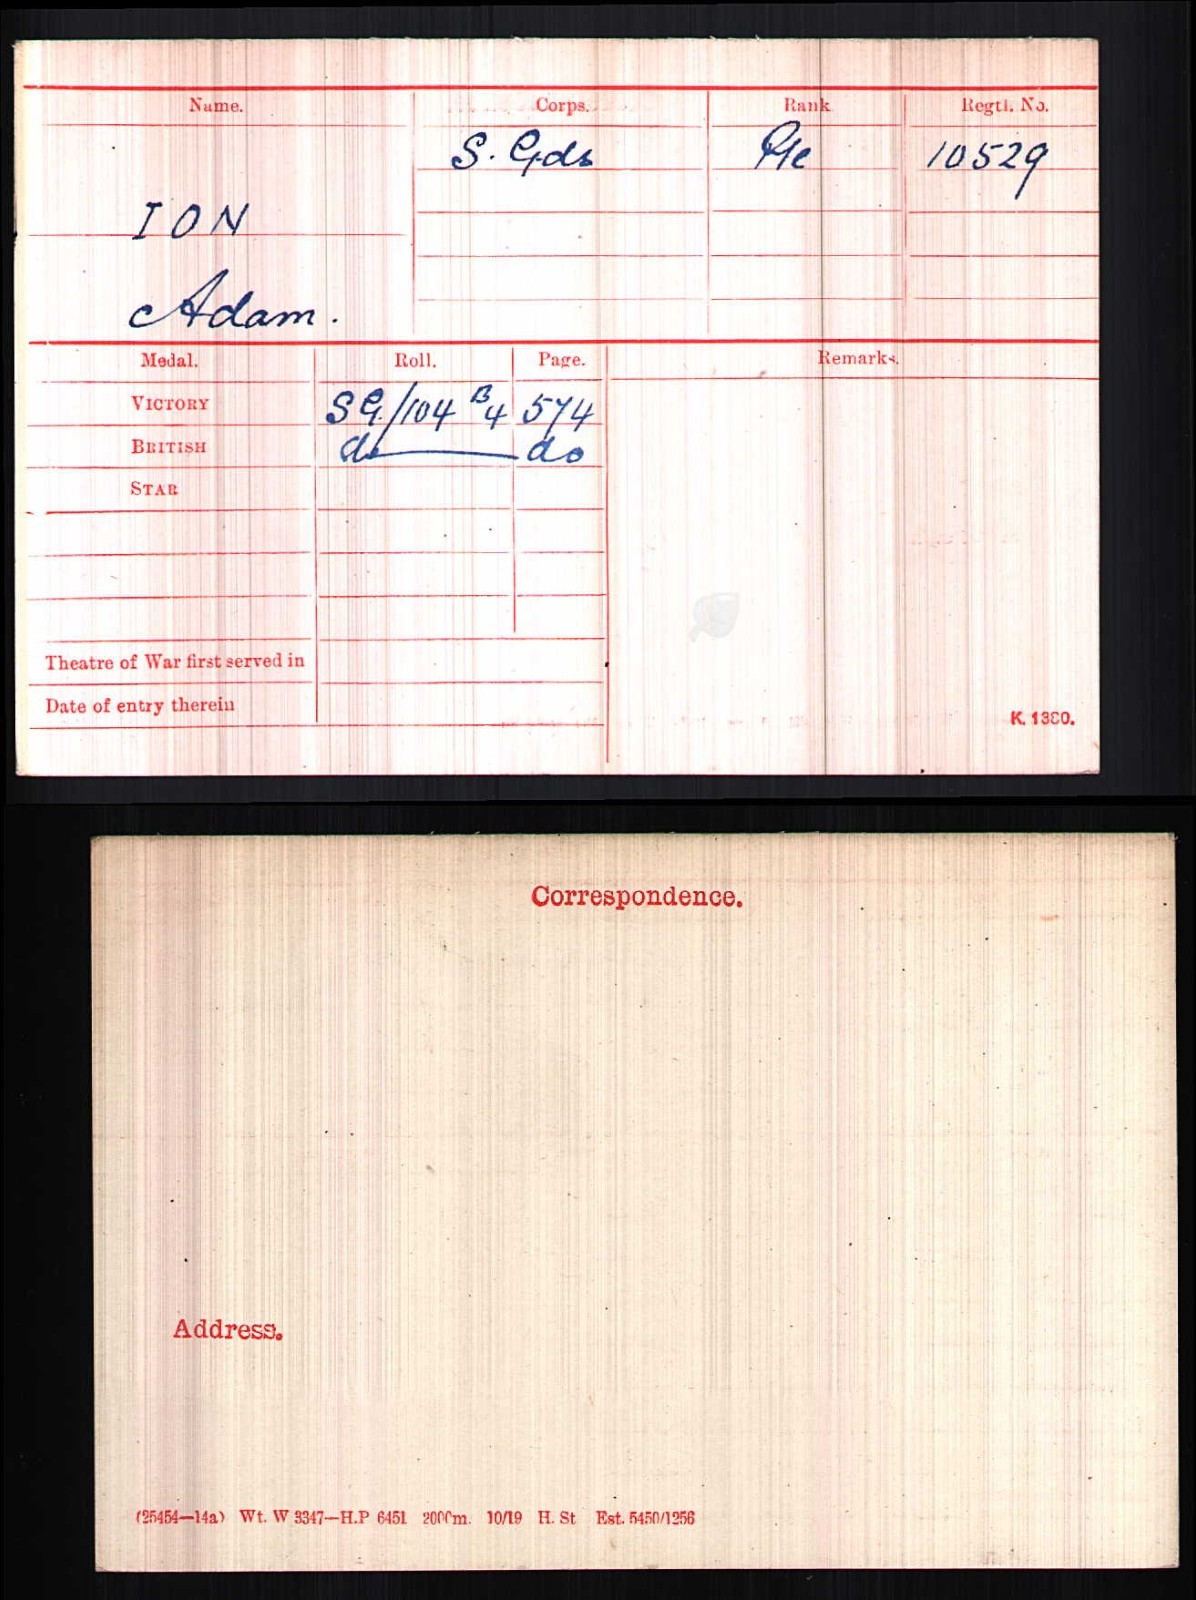 Name. Corps. Rank Regtl. No.
S. Gds Pte 10529
ION
Adam.
Medal. Roll. Page. Remarks.
VICTORY SG/104 B4 574
BRITISH do do
STAR
Theatre of War first served in
Date of entry therein
K. 1380.
Correspondence.
Address.
(25454—14a) Wt. W 3347—H.P 6451 2000m. 10/19 H. St Est. 5450/1256